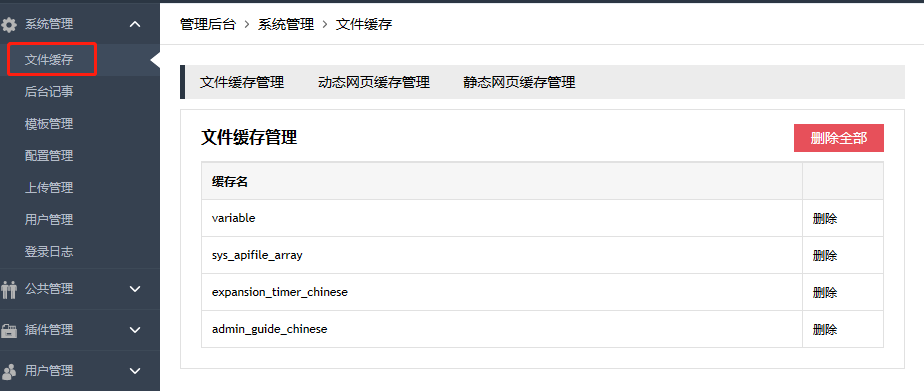 系统管理
文件缓存
后台记事
模板管理
配置管理
上传管理
用户管理
登录日志
公共管理
插件管理
用户管理
管理后台 > 系统管理 > 文件缓存
文件缓存管理 动态网页缓存管理 静态网页缓存管理
文件缓存管理 删除全部
缓存名
variable 删除
sys_apifile_array 删除
expansion_timer_chinese 删除
admin_guide_chinese 删除